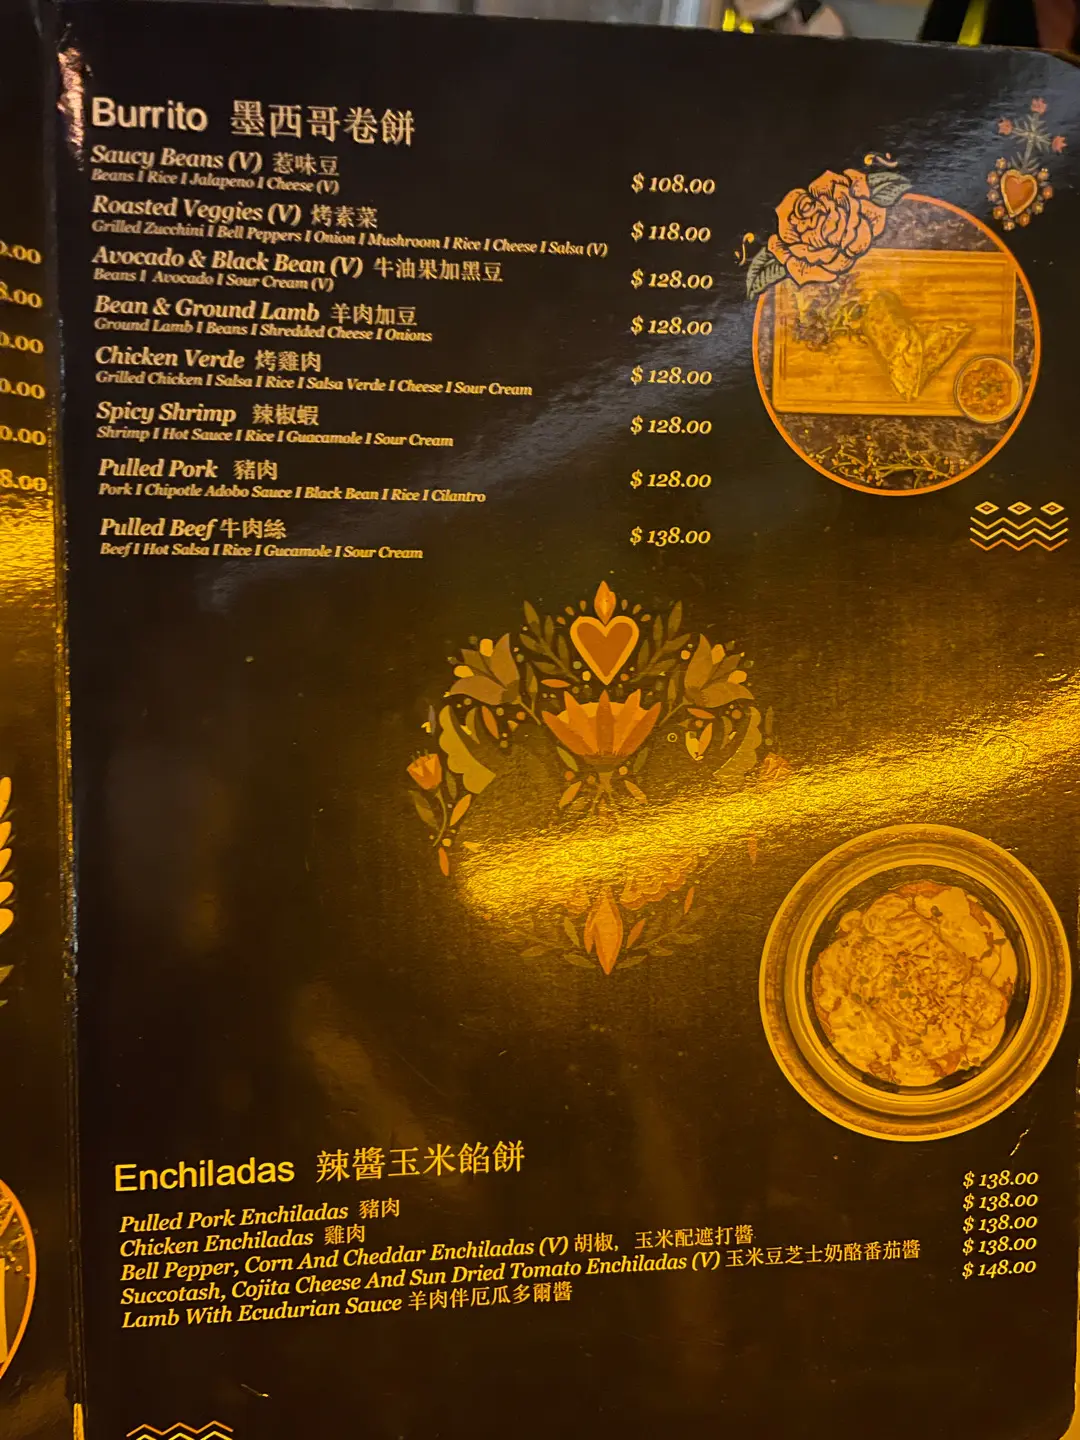 Burrito 墨西哥卷餅
Saucy Beans (V) 惹味豆
Beans I Rice I Jalapeno I Cheese (V)
$ 108.00
Roasted Veggies (V) 烤素菜
Grilled Zucchini I Bell Peppers I Onion I Mushroom I Rice I Cheese I Salsa (V)
$ 118.00
Avocado & Black Bean (V) 牛油果加黑豆
Beans I Avocado I Sour Cream (V)
$ 128.00
Bean & Ground Lamb 羊肉加豆
Ground Lamb I Beans I Shredded Cheese I Onions
$ 128.00
Chicken Verde 烤雞肉
Grilled Chicken I Salsa I Rice I Salsa Verde I Cheese I Sour Cream
$ 128.00
Spicy Shrimp 辣椒蝦
Shrimp I Hot Sauce I Rice I Guacamole I Sour Cream
$ 128.00
Pulled Pork 豬肉
Pork I Chipotle Adobo Sauce I Black Bean I Rice I Cilantro
$ 128.00
Pulled Beef 牛肉絲
Beef I Hot Salsa I Rice I Gucamole I Sour Cream
$ 138.00
Enchiladas 辣醬玉米餡餅
Pulled Pork Enchiladas 豬肉
$ 138.00
Chicken Enchiladas 雞肉
$ 138.00
Bell Pepper, Corn And Cheddar Enchiladas (V) 胡椒，玉米配遮打醬
$ 138.00
Succotash, Cojita Cheese And Sun Dried Tomato Enchiladas (V) 玉米豆芝士奶酪番茄醬
$ 138.00
Lamb With Ecudurian Sauce 羊肉伴厄瓜多爾醬
$ 148.00